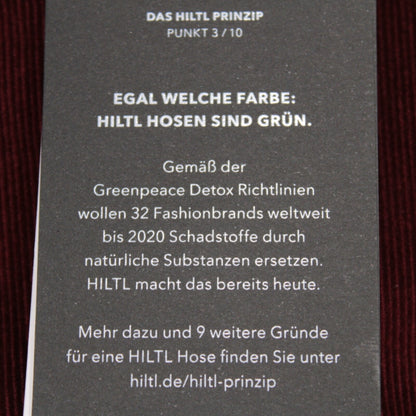 DAS HILTL PRINZIP
PUNKT 3 / 10
EGAL WELCHE FARBE:
HILTL HOSEN SIND GRÜN.
Gemäß der
Greenpeace Detox Richtlinien
wollen 32 Fashionbrands weltweit
bis 2020 Schadstoffe durch
natürliche Substanzen ersetzen.
HILTL macht das bereits heute.
Mehr dazu und 9 weitere Gründe
für eine HILTL Hose finden Sie unter
hiltl.de/hiltl-prinzip